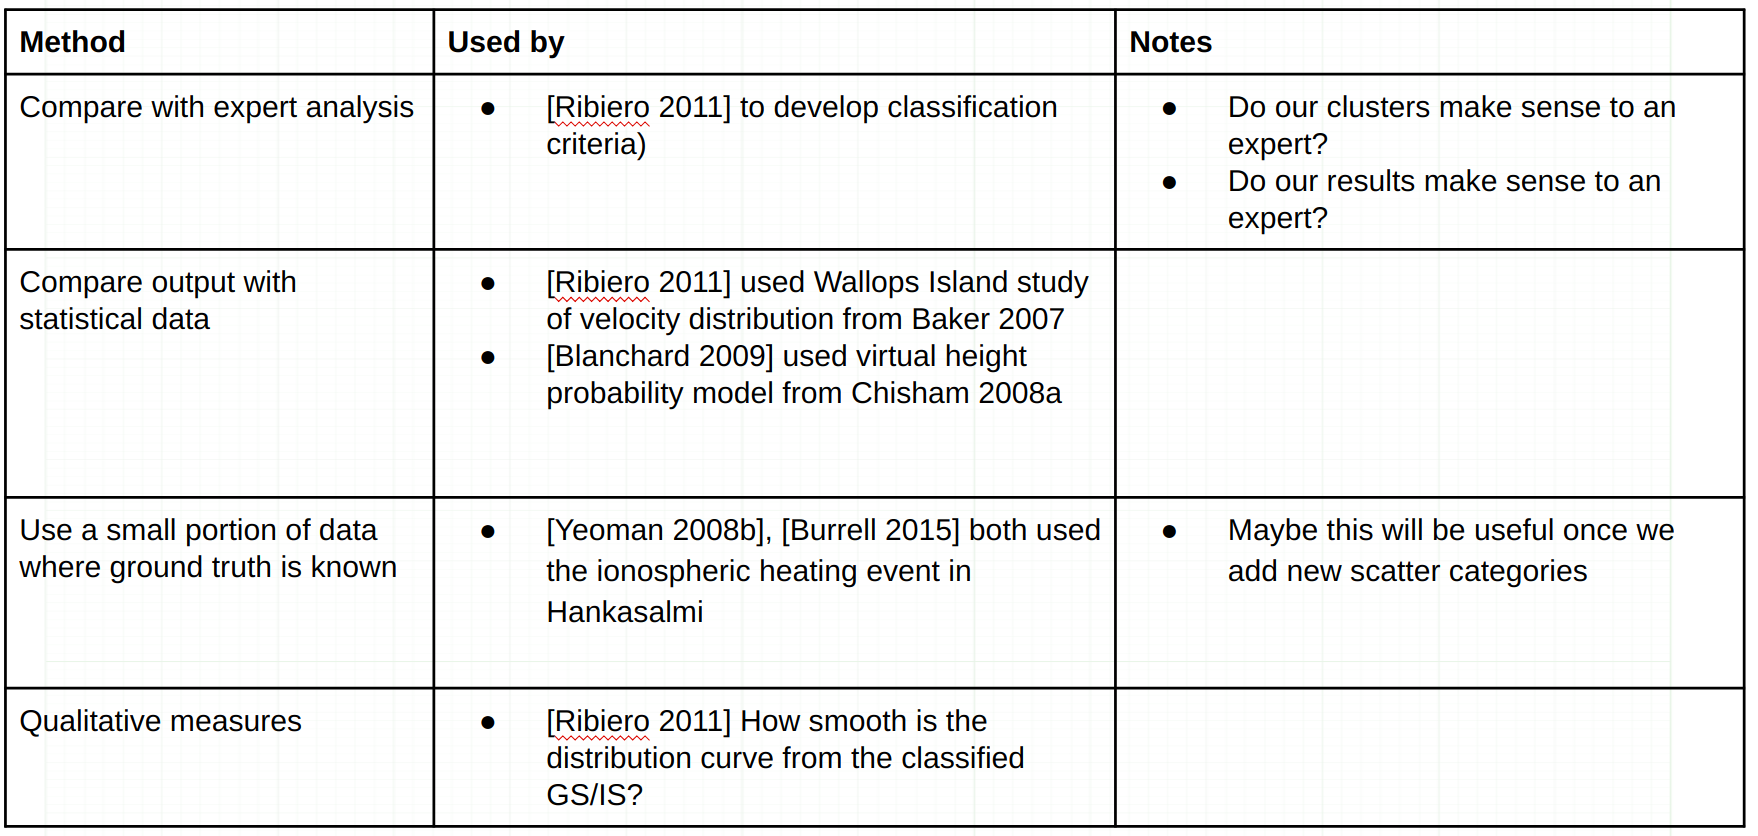 Method
Used by
Notes
Compare with expert analysis
● [Ribiero 2011] to develop classification
criteria)
● Do our clusters make sense to an
expert?
● Do our results make sense to an
expert?
Compare output with
statistical data
● [Ribiero 2011] used Wallops Island study
of velocity distribution from Baker 2007
● [Blanchard 2009] used virtual height
probability model from Chisham 2008a
Use a small portion of data
where ground truth is known
● [Yeoman 2008b], [Burrell 2015] both used
the ionospheric heating event in
Hankasalmi
● Maybe this will be useful once we
add new scatter categories
Qualitative measures
● [Ribiero 2011] How smooth is the
distribution curve from the classified
GS/IS?